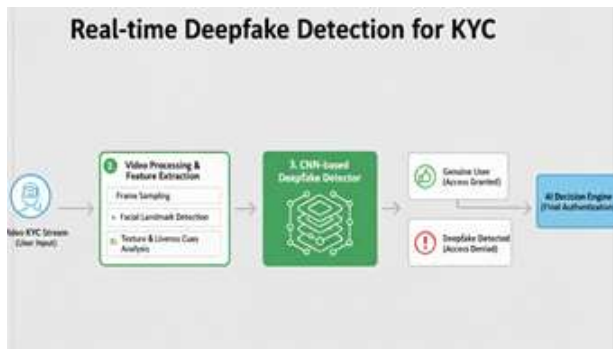 Real-time Deepfake Detection for KYC
Video Processing &
Feature Extraction
Frame Sampling
Facial Landmark Detection
Texture & Livenss Cues
Analysis
3. CNN-based
Deepfake Detector
Genuine User
(Access Granted)
Deepfake Detected
(Access Denied)
AI Decision Engine
(Final Authentication
Video KYC Stream
(User Input)